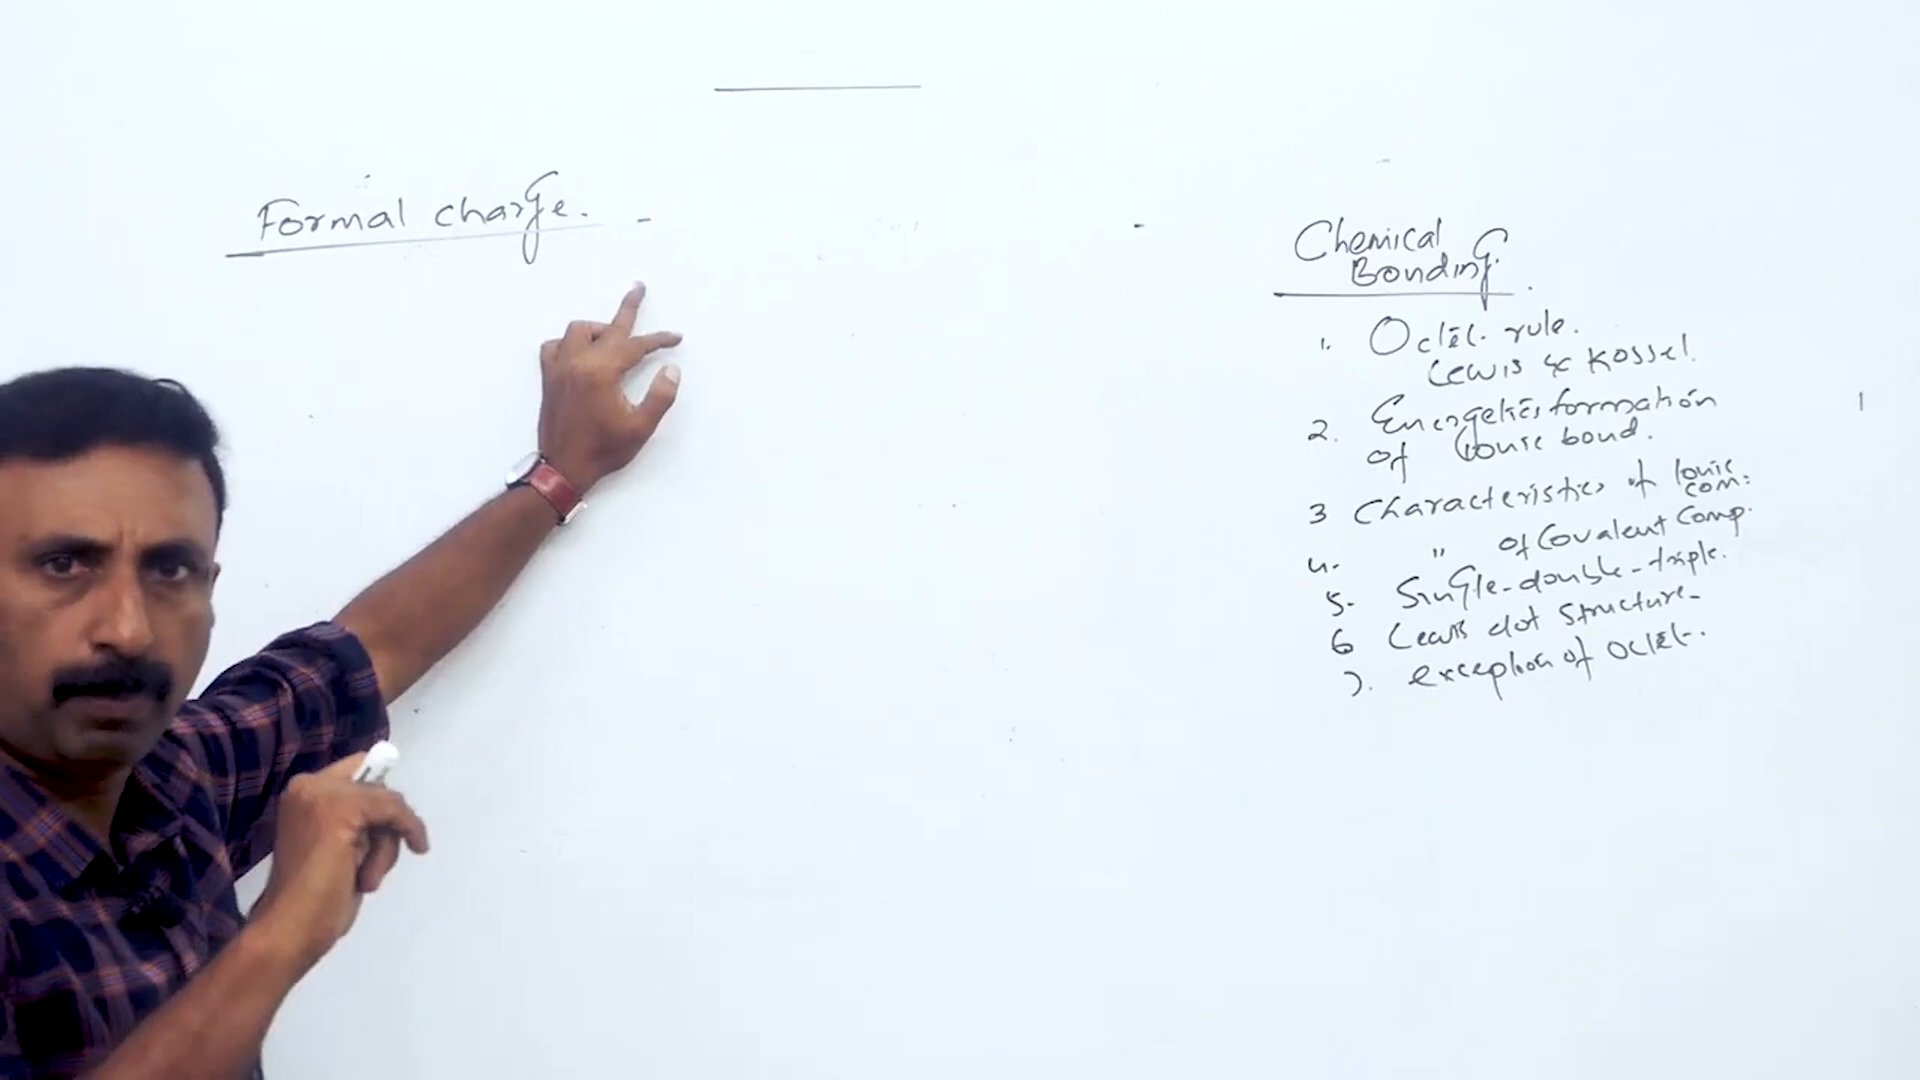 Formal charge. -
Chemical
Bonding.
1. Octet. rule.
Lewis & Kossel.
2. Energetics formation
of Ionic bond.
3 Characteristics of Ionic
com:
4. " of Covalent Comp.
5. Single-double-triple.
6 Lewis dot structure-
7. exception of Octet-.